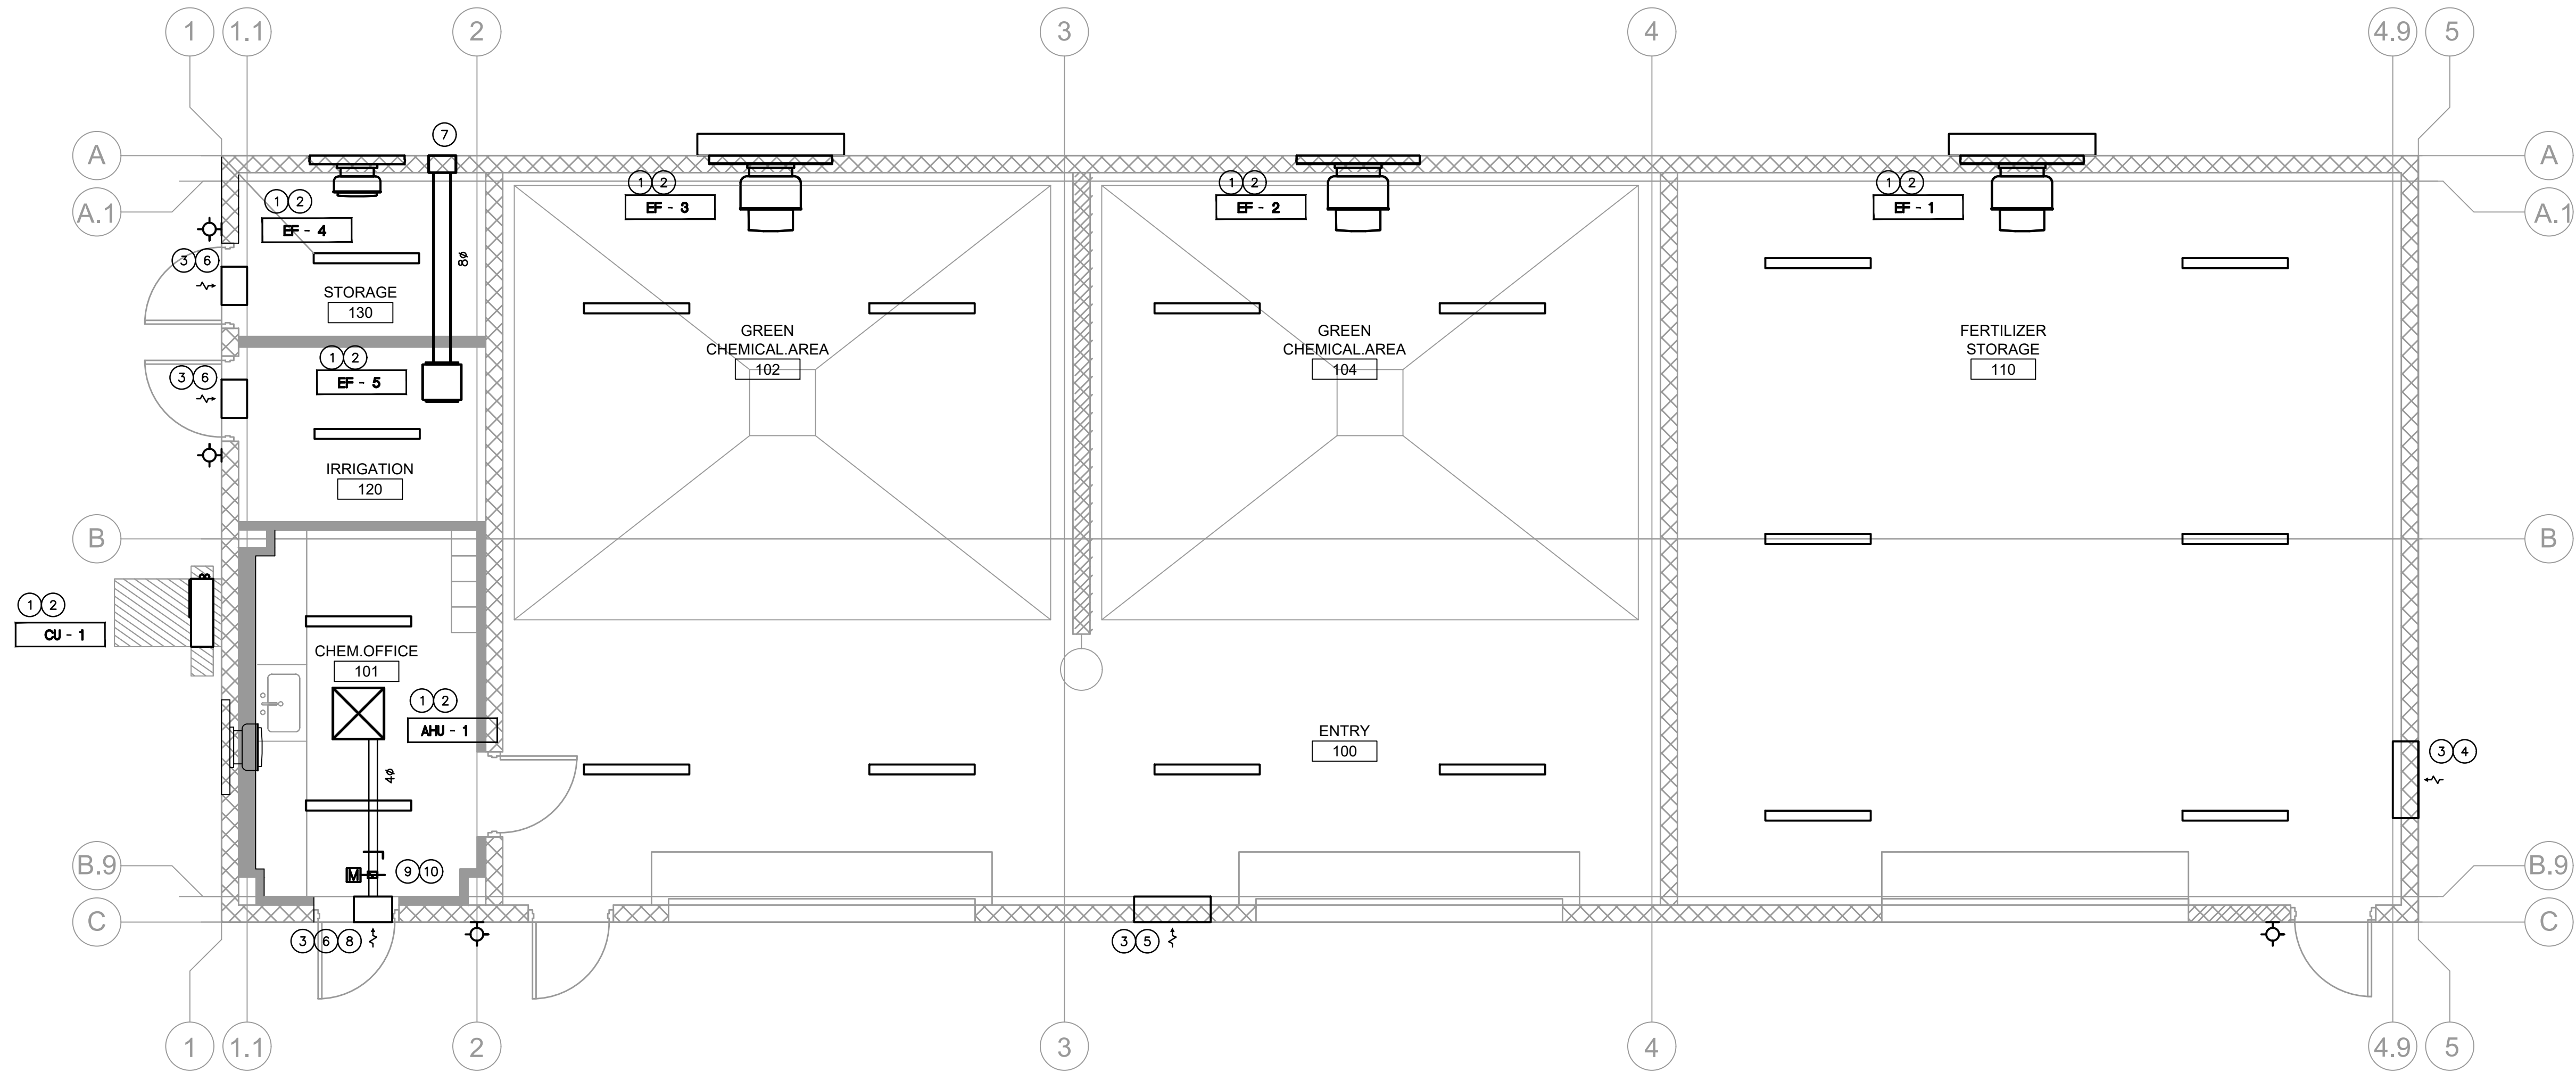 1
1.1
2
3
4
4.9
5
7
A
A
1 2
EF - 3
1 2
EF - 2
1 2
EF - 1
A.1
A.1
1 2
EF - 4
3 6
8ø
STORAGE
130
GREEN
CHEMICAL.AREA
102
GREEN
CHEMICAL.AREA
104
FERTILIZER
STORAGE
110
1 2
EF - 5
3 6
IRRIGATION
120
B
B
1 2
CU - 1
CHEM.OFFICE
101
1 2
AHU - 1
ENTRY
100
3 4
4ø
B.9
B.9
M
9 10
C
C
3 6 8
3 5
1
1.1
2
3
4
4.9
5